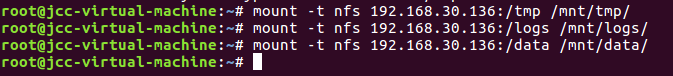 root@jcc-virtual-machine:~# mount -t nfs 192.168.30.136:/tmp /mnt/tmp/
root@jcc-virtual-machine:~# mount -t nfs 192.168.30.136:/logs /mnt/logs/
root@jcc-virtual-machine:~# mount -t nfs 192.168.30.136:/data /mnt/data/
root@jcc-virtual-machine:~#